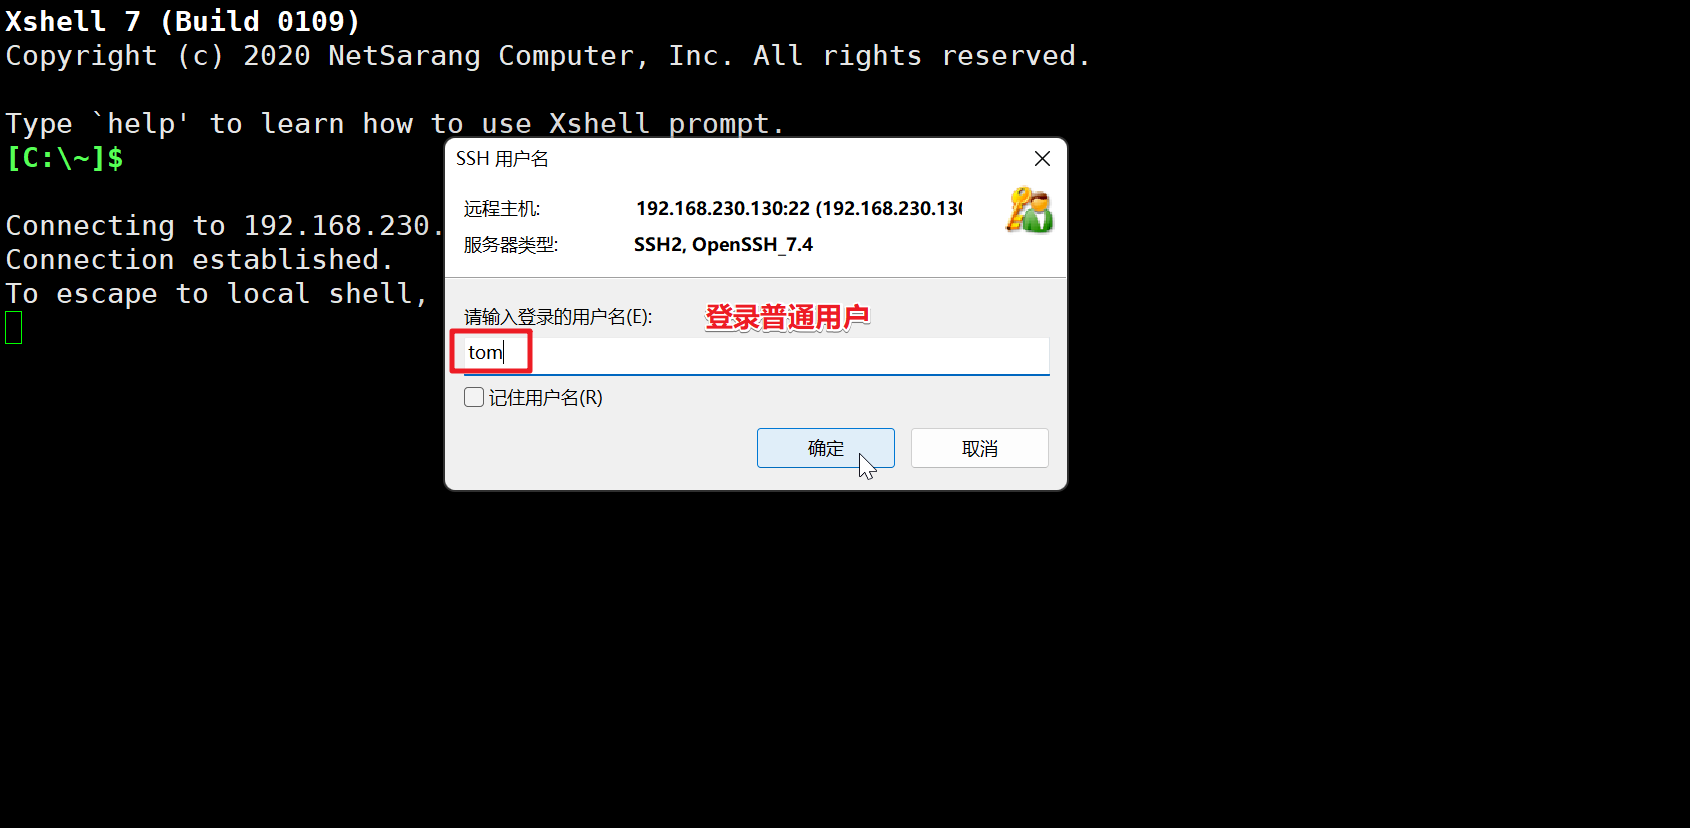 Xshell 7 (Build 0109)
Copyright (c) 2020 NetSarang Computer, Inc. All rights reserved.
Type `help' to learn how to use Xshell prompt.
[C:\~]$
Connecting to 192.168.230.
Connection established.
To escape to local shell,
SSH 用户名
远程主机: 192.168.230.130:22 (192.168.230.130
服务器类型: SSH2, OpenSSH_7.4
请输入登录的用户名(E): 登录普通用户
tom
记住用户名(R)
确定 取消